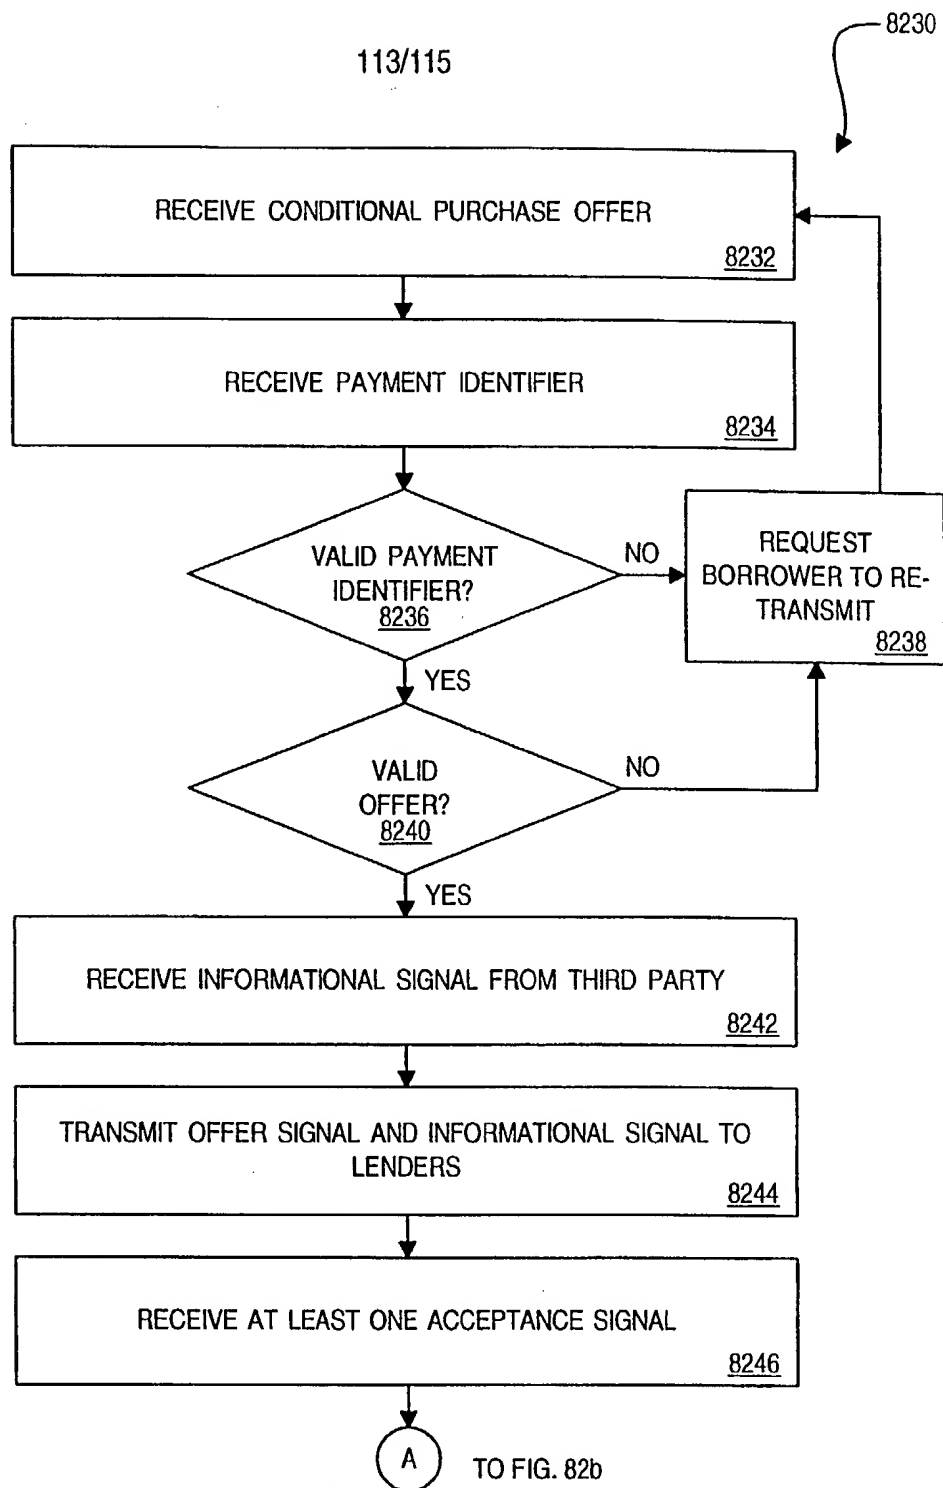 8230
113/115
RECEIVE CONDITIONAL PURCHASE OFFER
8232
RECEIVE PAYMENT IDENTIFIER
8234
VALID PAYMENT
IDENTIFIER?
8236
NO
REQUEST
BORROWER TO RE-
TRANSMIT
8238
YES
VALID
OFFER?
8240
NO
YES
RECEIVE INFORMATIONAL SIGNAL FROM THIRD PARTY
8242
TRANSMIT OFFER SIGNAL AND INFORMATIONAL SIGNAL TO
LENDERS
8244
RECEIVE AT LEAST ONE ACCEPTANCE SIGNAL
8246
A
TO FIG. 82b